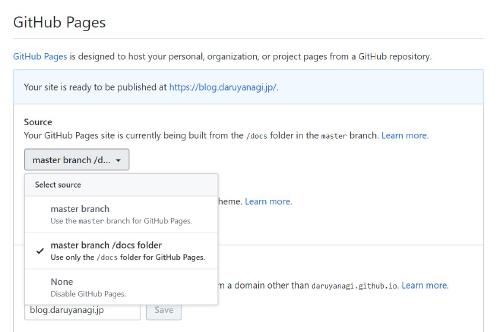 GitHub Pages
GitHub Pages is designed to host your personal, organization, or project pages from a GitHub repository.
Your site is ready to be published at https://blog.daruyanagi.jp/.
Source
Your GitHub Pages site is currently being built from the /docs folder in the master branch. Learn more.
master branch /d...
Select source
master branch
Use the master branch for GitHub Pages.
heme. Learn more.
master branch /docs folder
Use only the /docs folder for GitHub Pages.
None
Disable GitHub Pages.
m a domain other than daruyanagi.github.io. Learn more.
blog.daruyanagi.jp
Save